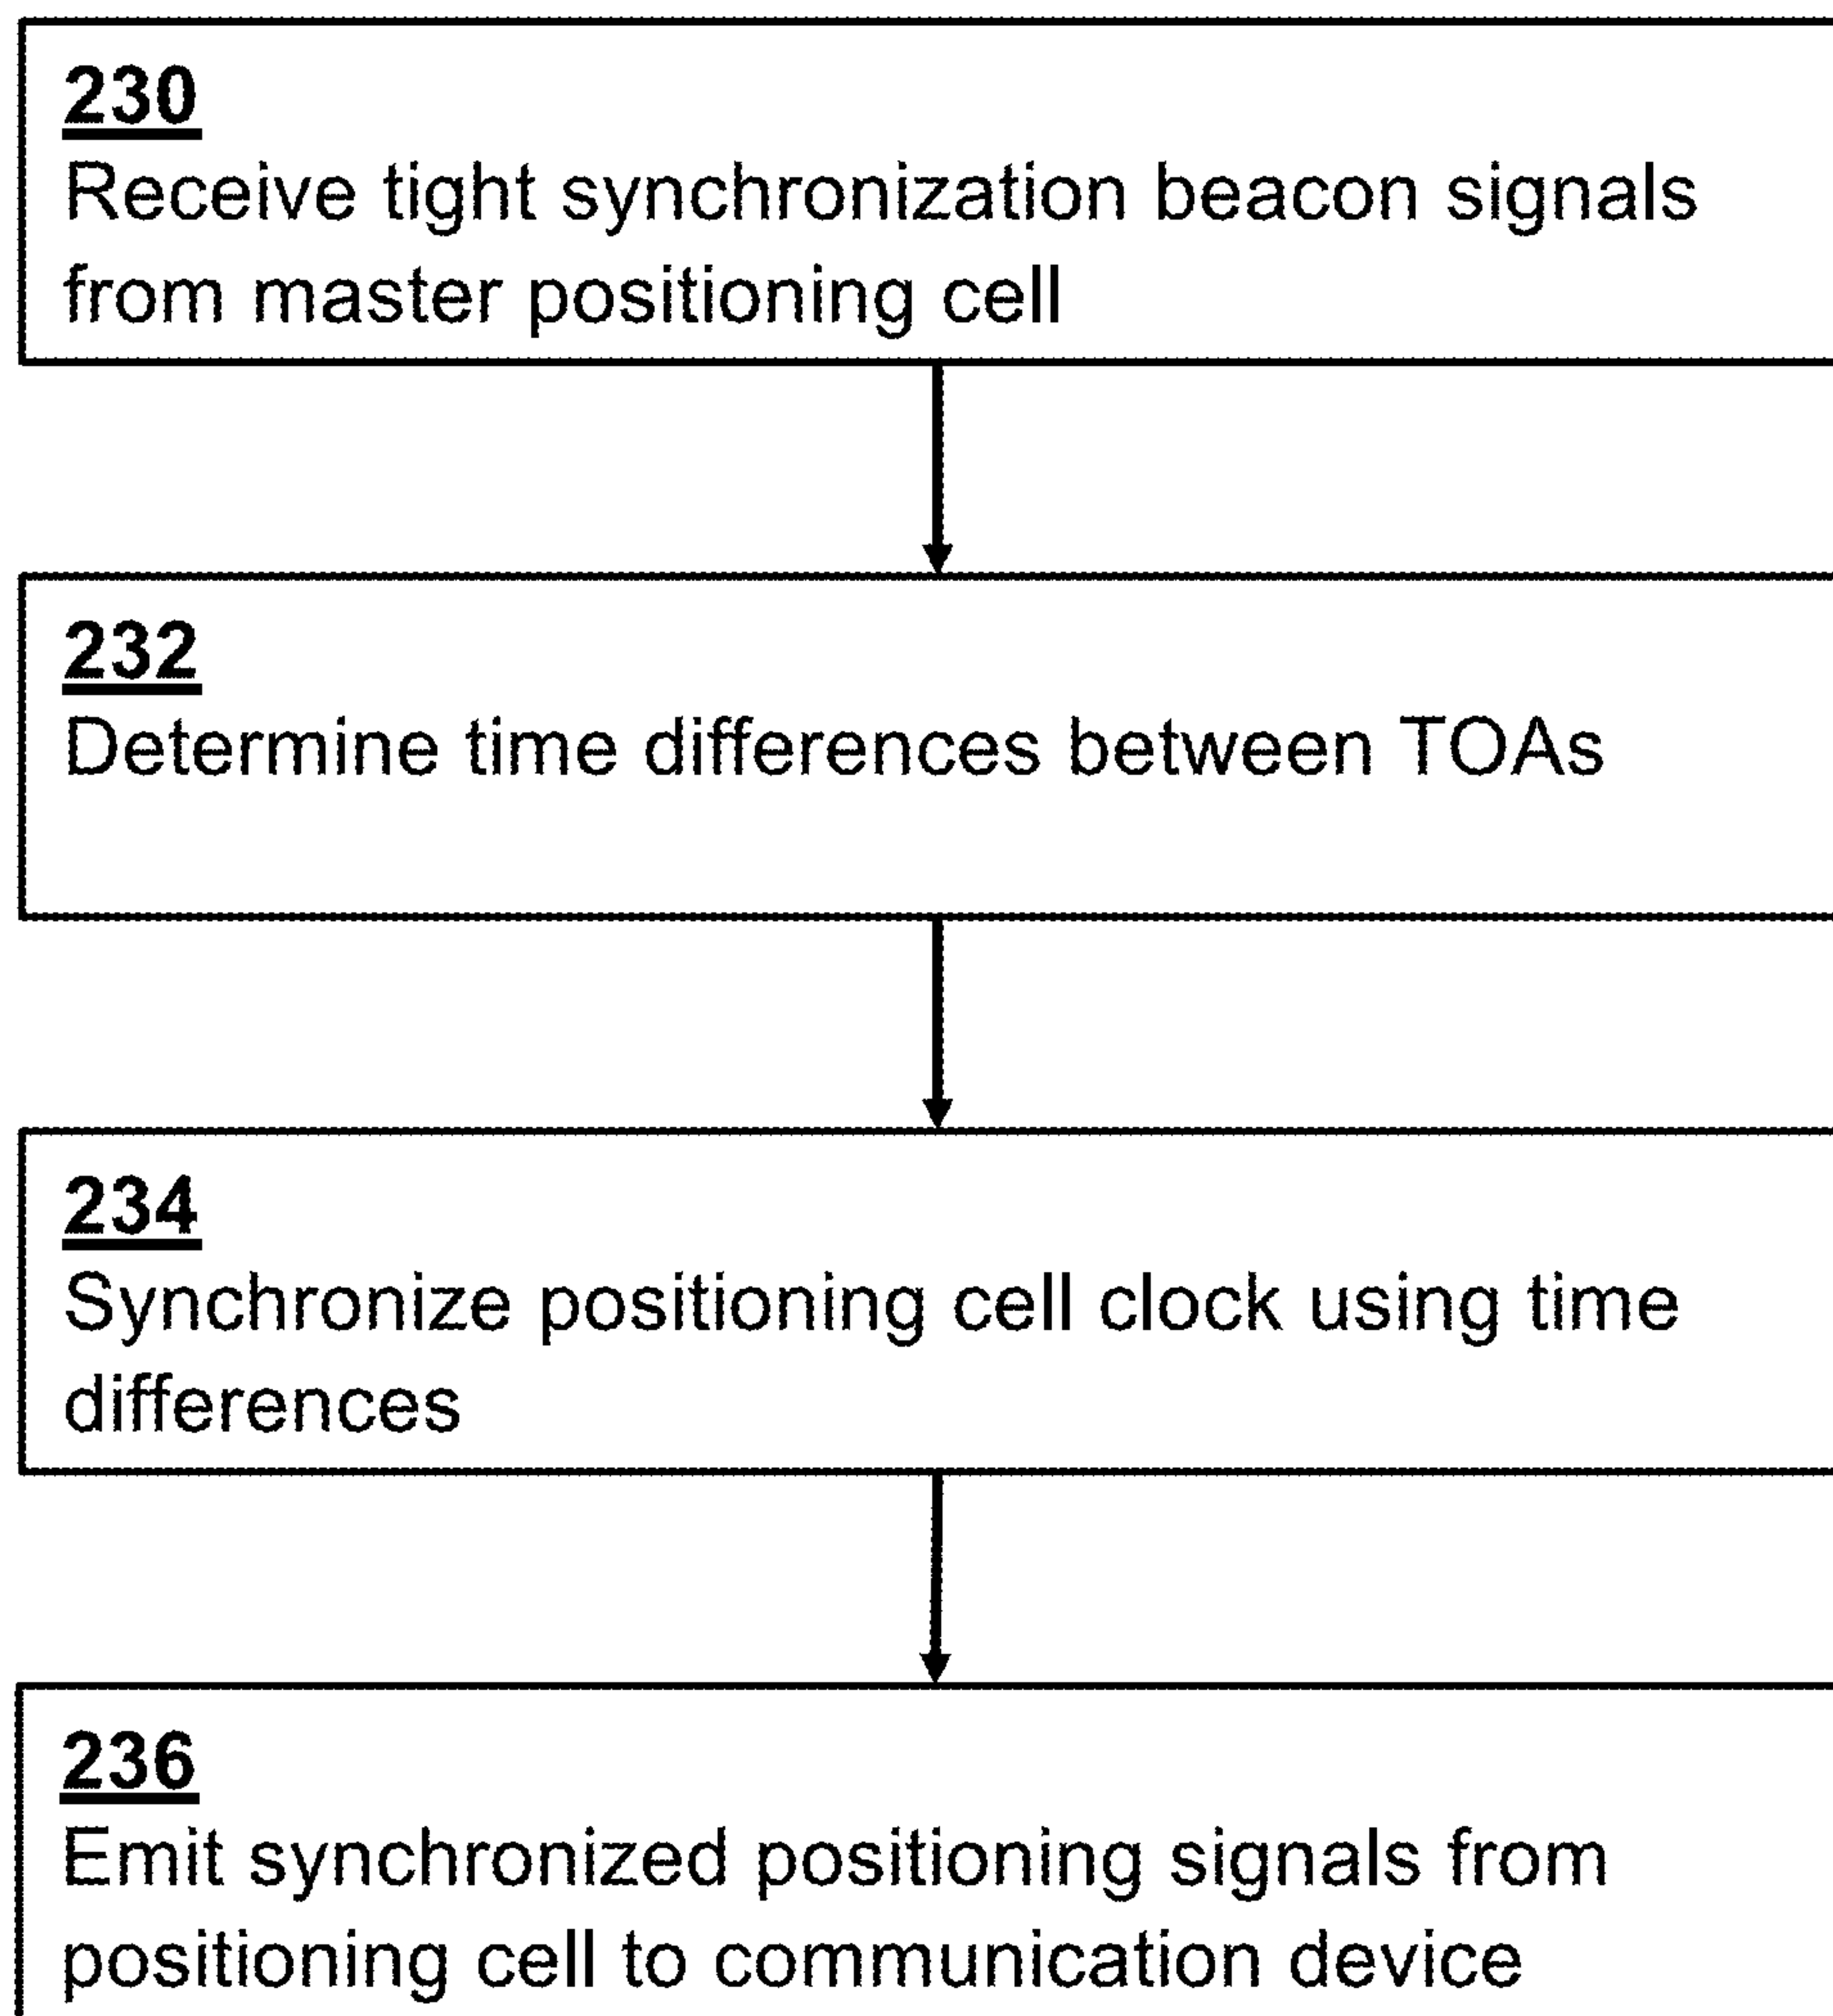 230
Receive tight synchronization beacon signals
from master positioning cell
232
Determine time differences between TOAs
234
Synchronize positioning cell clock using time
differences
236
Emit synchronized positioning signals from
positioning cell to communication device